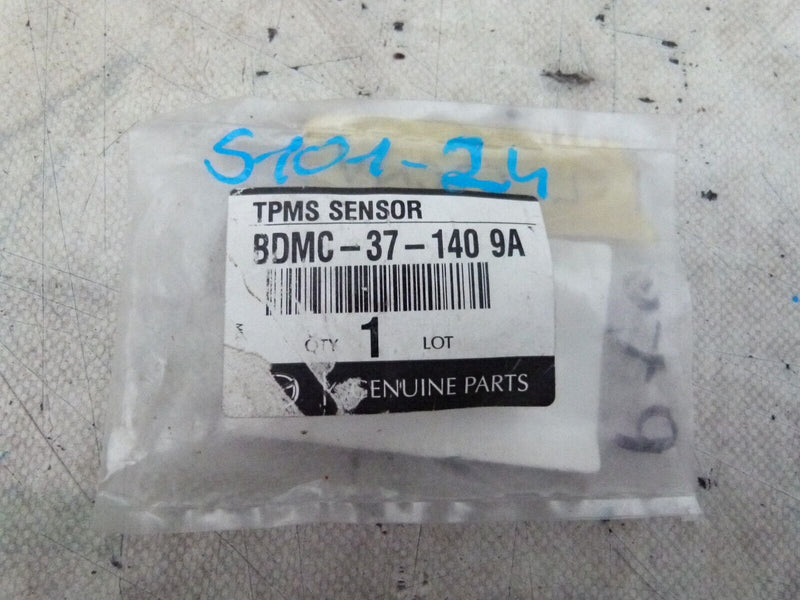 S101-24
TPMS SENSOR
BDMC-37-140 9A
QTY 1 LOT
GENUINE PARTS